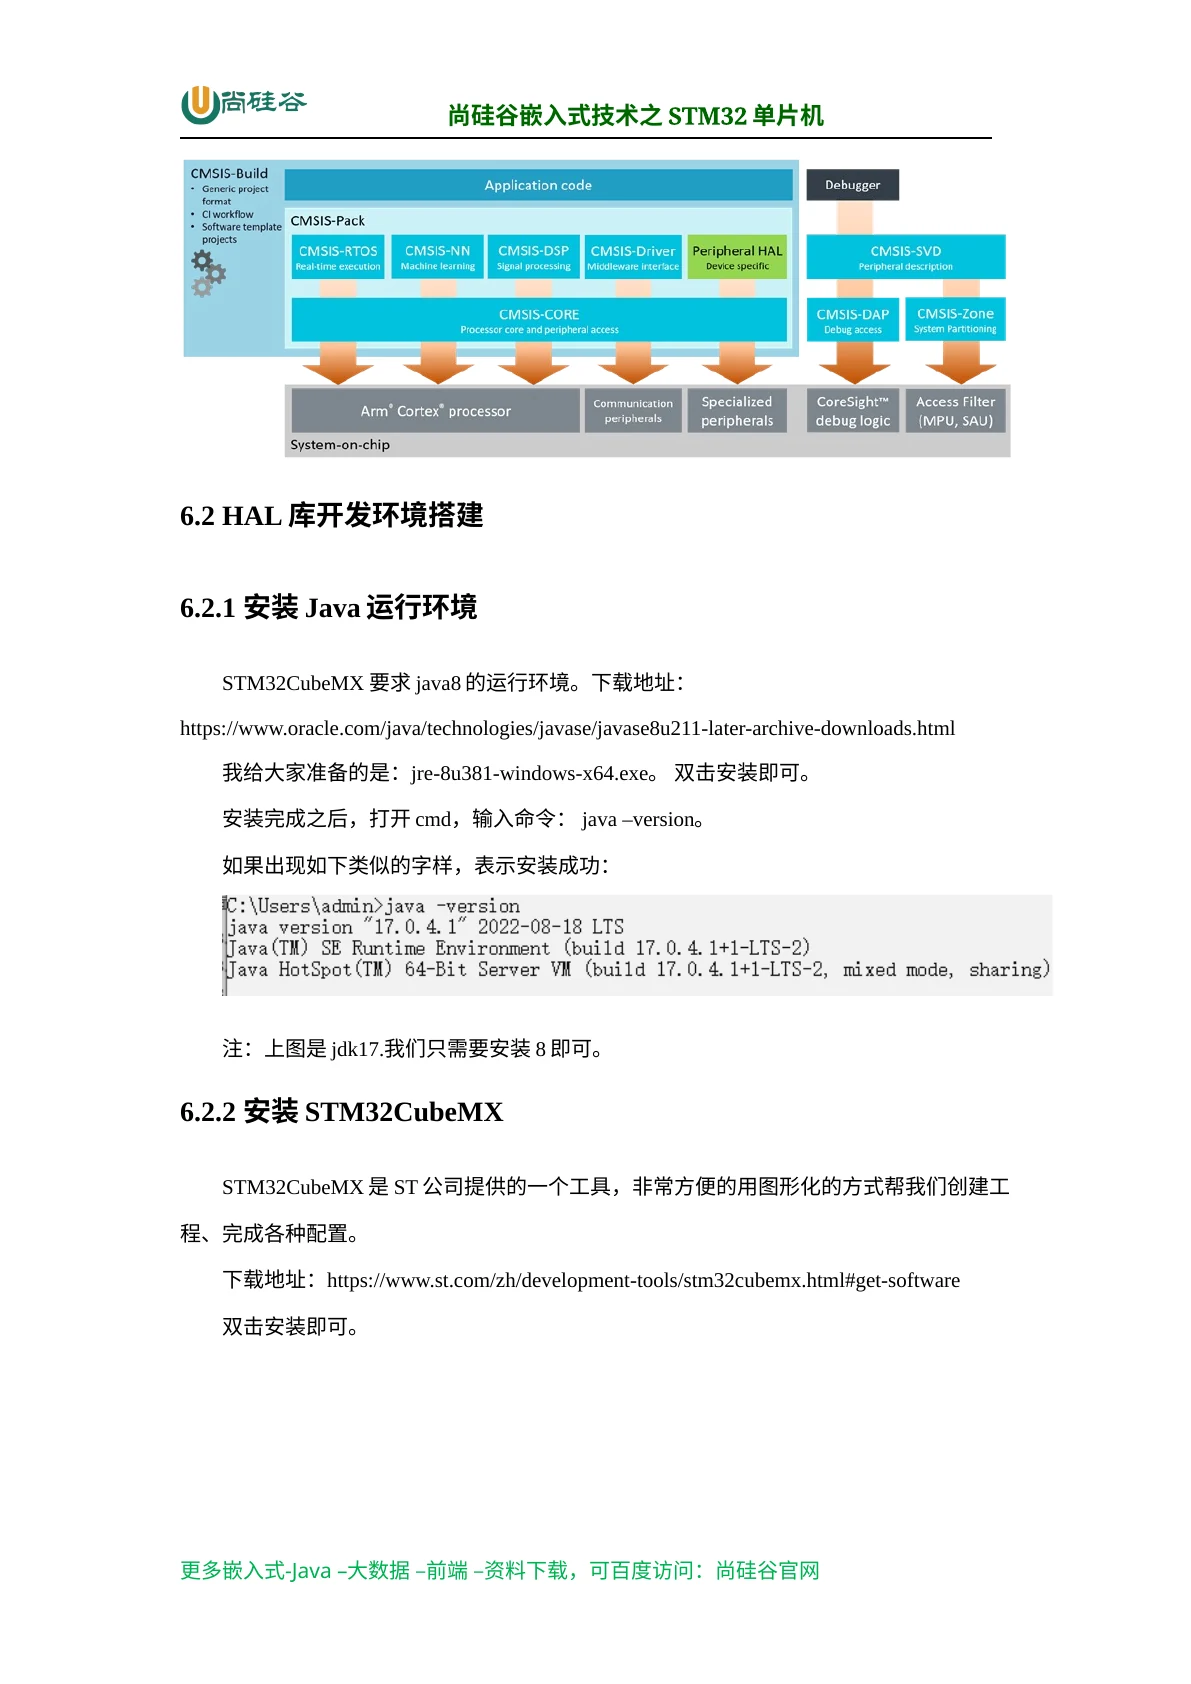 尚硅谷
尚硅谷嵌入式技术之 STM32 单片机
CMSIS-Build
- Generic project
format
• CI workflow
• Software template
projects
Application code
Debugger
CMSIS-Pack
CMSIS-RTOS
Real-time execution
CMSIS-NN
Machine learning
CMSIS-DSP
Signal processing
CMSIS-Driver
Middleware interface
Peripheral HAL
Device specific
CMSIS-SVD
Peripheral description
CMSIS-CORE
Processor core and peripheral access
CMSIS-DAP
Debug access
CMSIS-Zone
System Partitioning
Arm® Cortex® processor
Communication
peripherals
Specialized
peripherals
CoreSight™
debug logic
Access Filter
(MPU, SAU)
System-on-chip
6.2 HAL 库开发环境搭建
6.2.1 安装 Java 运行环境
STM32CubeMX 要求 java8 的运行环境。下载地址：
https://www.oracle.com/java/technologies/javase/javase8u211-later-archive-downloads.html
我给大家准备的是：jre-8u381-windows-x64.exe。 双击安装即可。
安装完成之后，打开 cmd，输入命令： java –version。
如果出现如下类似的字样，表示安装成功：
C:\Users\admin>java -version
java version "17.0.4.1" 2022-08-18 LTS
Java(TM) SE Runtime Environment (build 17.0.4.1+1-LTS-2)
Java HotSpot(TM) 64-Bit Server VM (build 17.0.4.1+1-LTS-2, mixed mode, sharing)
注：上图是 jdk17.我们只需要安装 8 即可。
6.2.2 安装 STM32CubeMX
STM32CubeMX 是 ST 公司提供的一个工具，非常方便的用图形化的方式帮我们创建工
程、完成各种配置。
下载地址：https://www.st.com/zh/development-tools/stm32cubemx.html#get-software
双击安装即可。
更多嵌入式-Java –大数据 –前端 –资料下载，可百度访问：尚硅谷官网